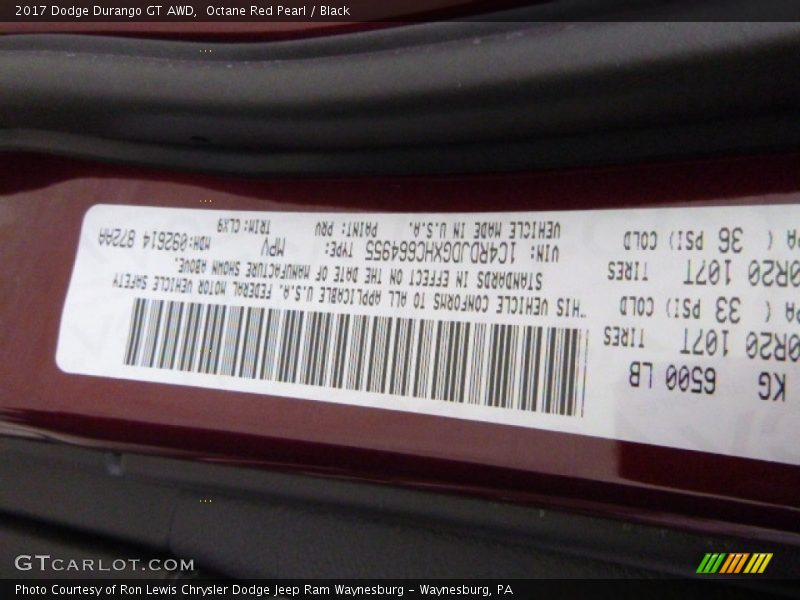 2017 Dodge Durango GT AWD,  Octane Red Pearl / Black
KG 6500 LB
0R20 107T TIRES
PA ( 33 PSI) COLD
0R20 107T TIRES
PA ( 36 PSI) COLD
THIS VEHICLE CONFORMS TO ALL APPLICABLE U.S.A. FEDERAL MOTOR VEHICLE SAFETY
STANDARDS IN EFFECT ON THE DATE OF MANUFACTURE SHOWN ABOVE.
VIN: 1C4RDJDGXHC664955 TYPE: MPV MDH:092614 872AA
VEHICLE MADE IN U.S.A. PAINT: PRV TRIM: CLX9
GTCARLOT.COM
Photo Courtesy of Ron Lewis Chrysler Dodge Jeep Ram Waynesburg – Waynesburg, PA